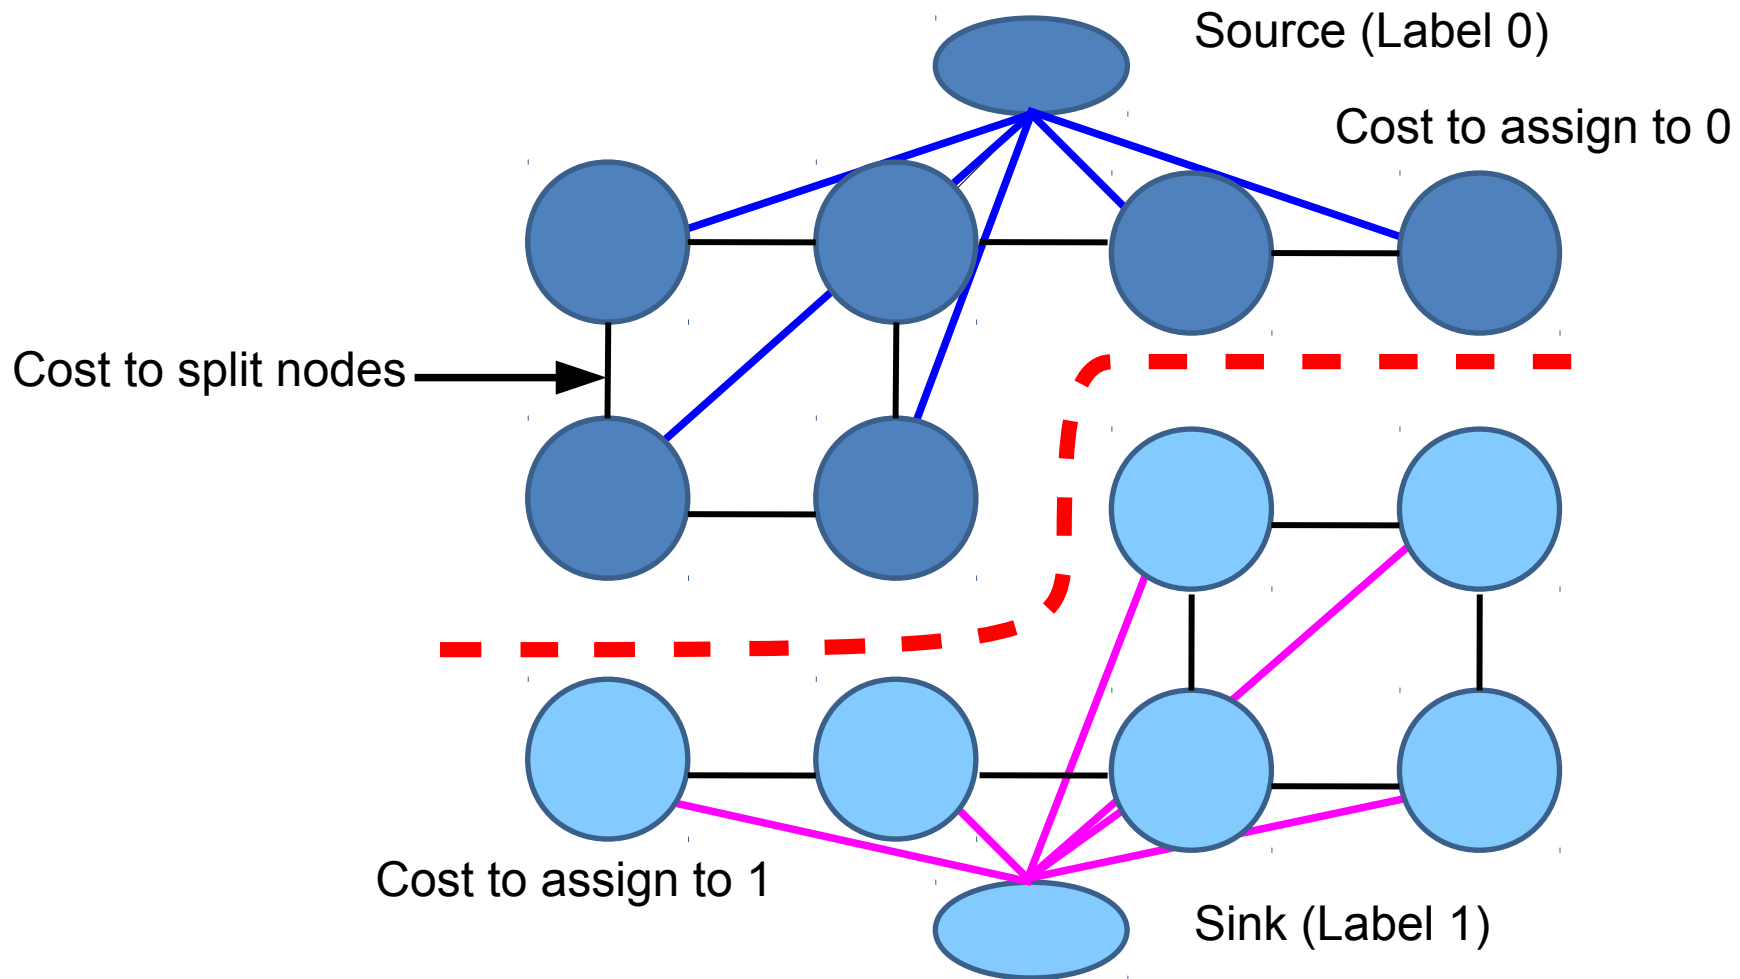 Source (Label 0)
Cost to assign to 0
Cost to split nodes
Cost to assign to 1
Sink (Label 1)